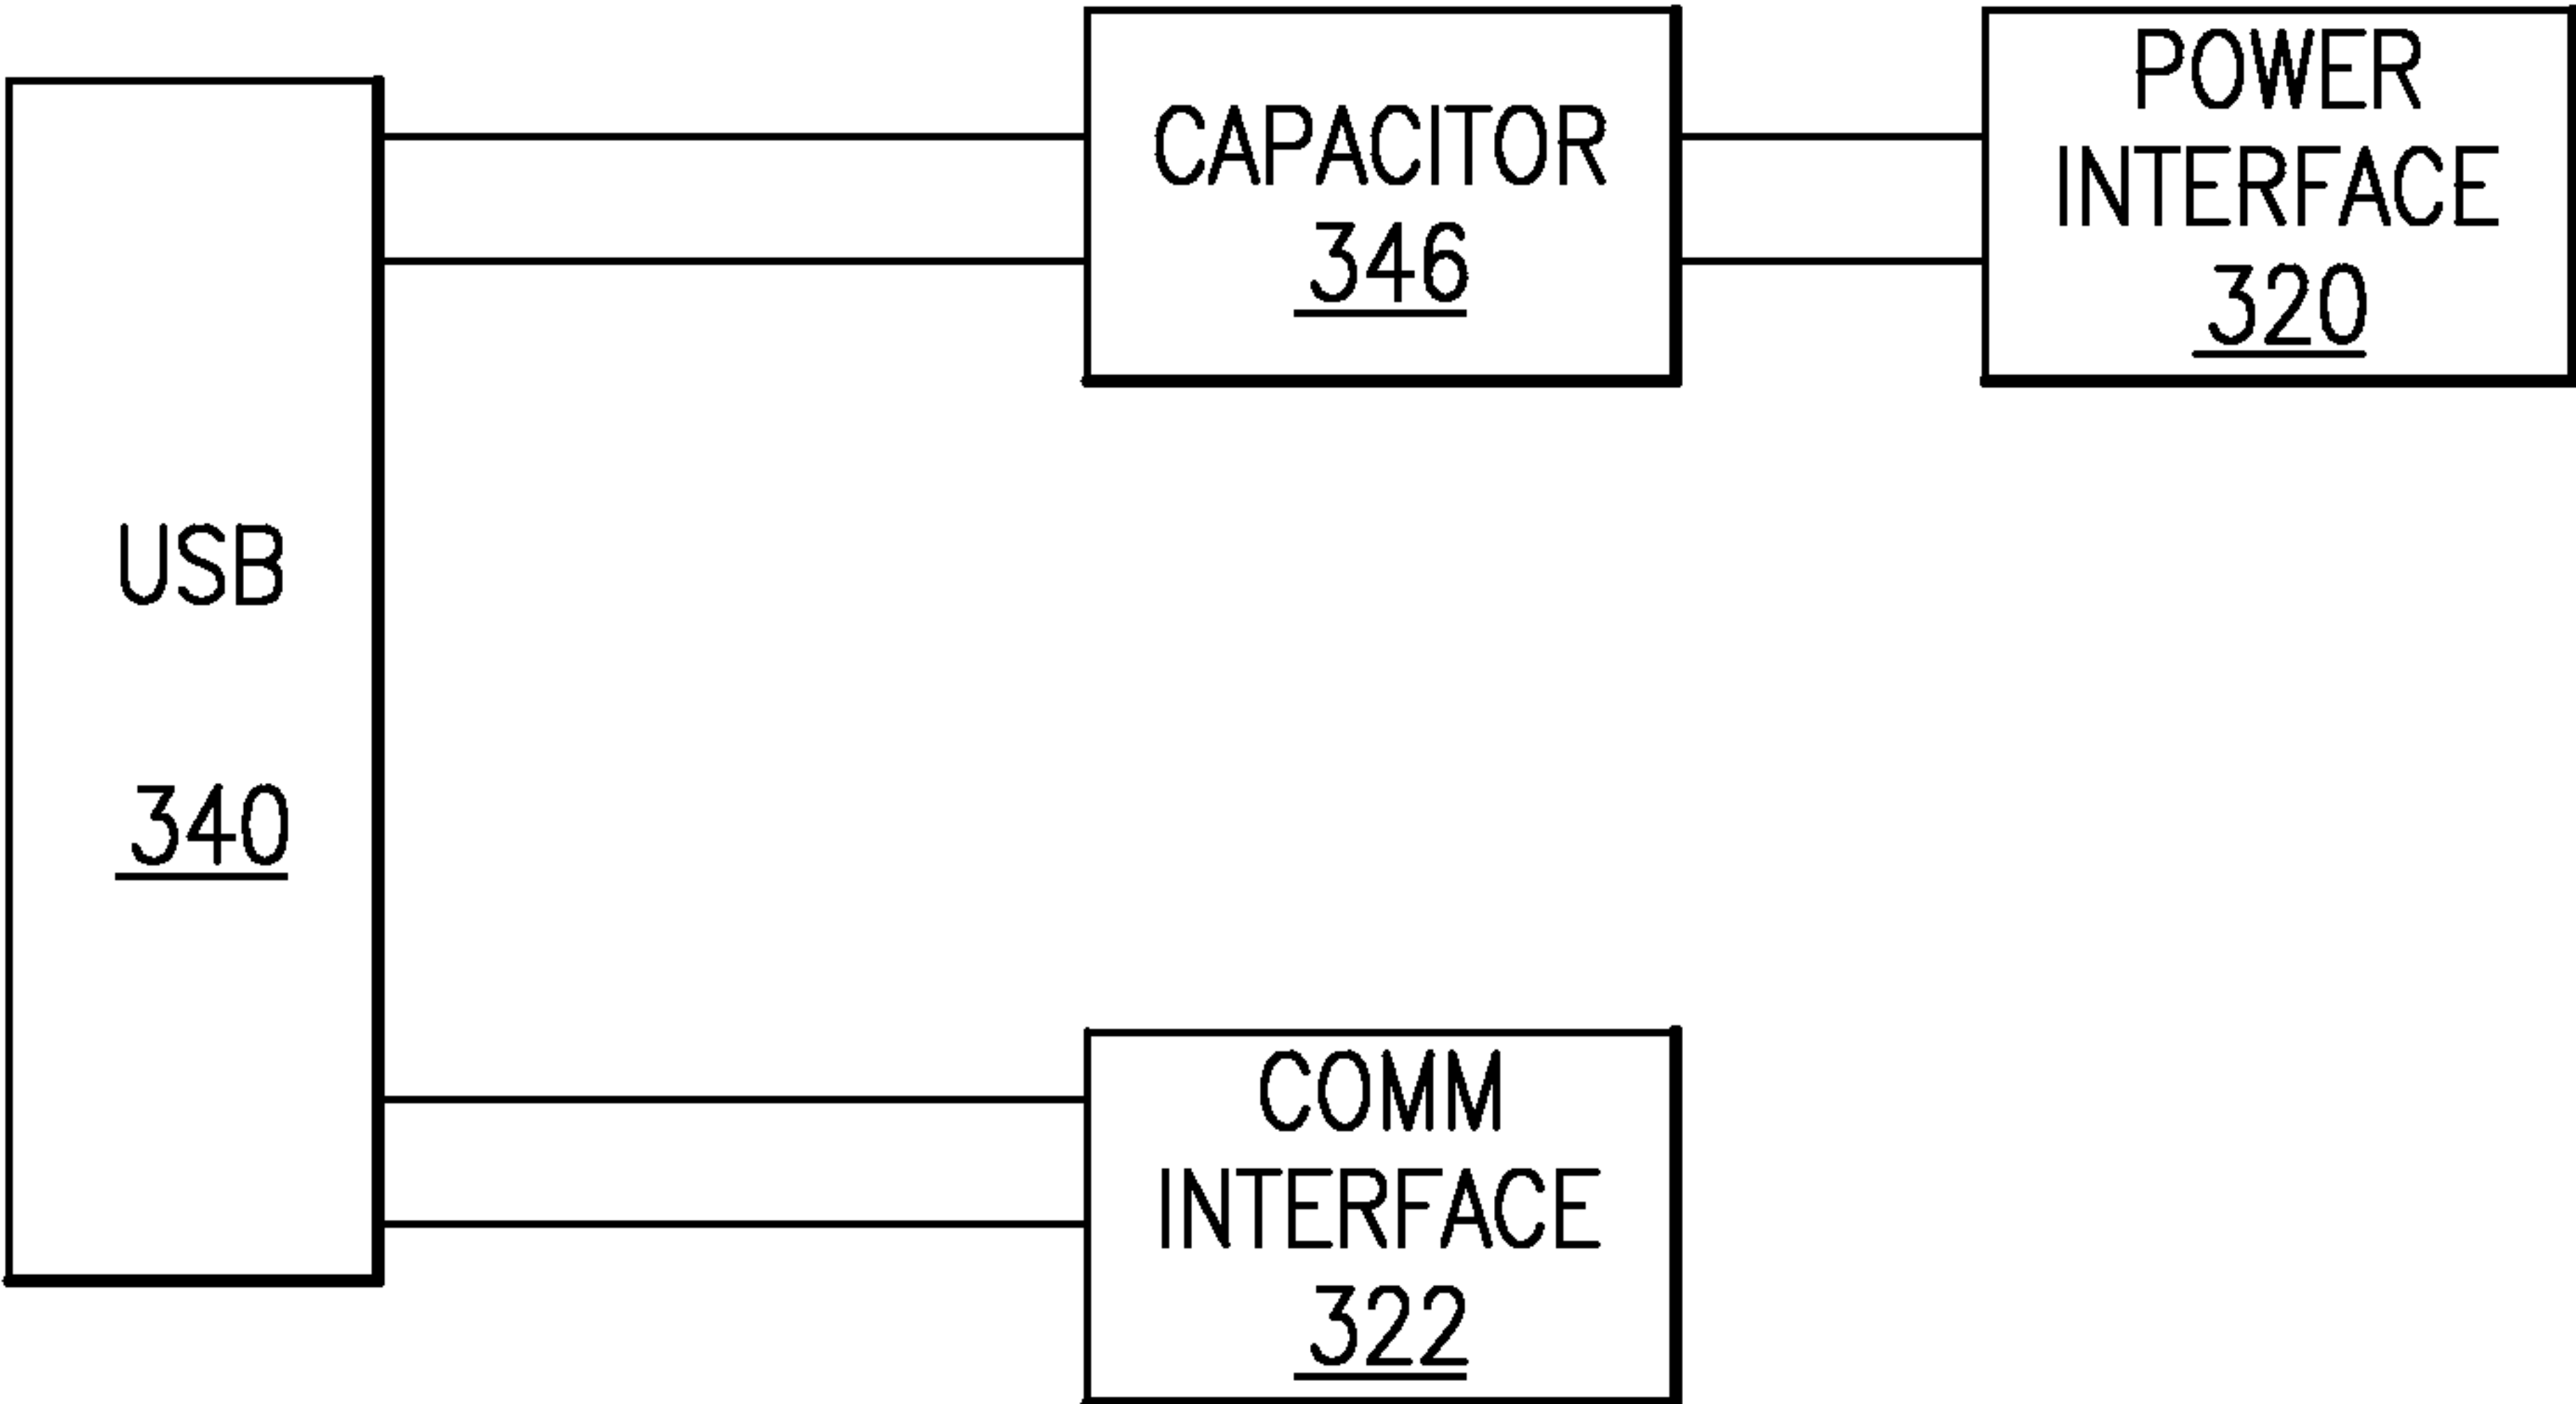 USB
340
CAPACITOR
346
POWER
INTERFACE
320
COMM
INTERFACE
322